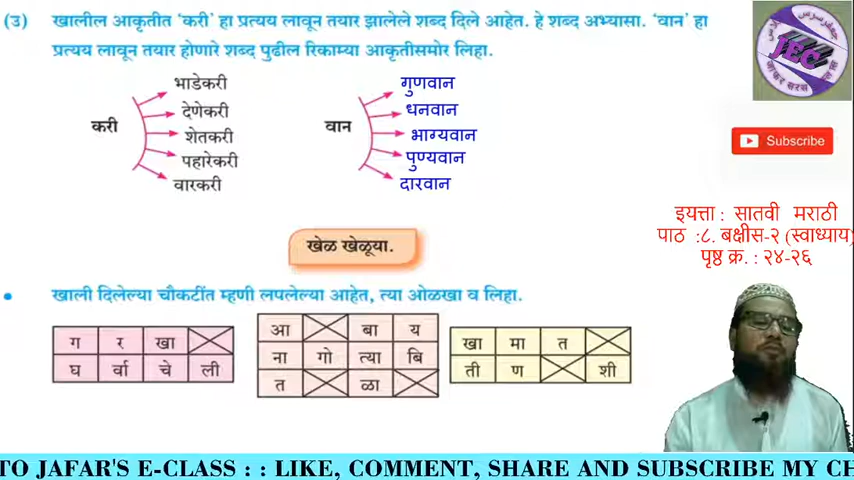 (उ) खालील आकृतीत 'करी' हा प्रत्यय लावून तयार झालेले शब्द दिले आहेत. हे शब्द अभ्यासा. 'वान' हा
प्रत्यय लावून तयार होणारे शब्द पुढील रिकाम्या आकृतीसमोर लिहा.
करी
भाडेकरी
देणेकरी
शेतकरी
पहारेकरी
वारकरी
वान
गुणवान
धनवान
भाग्यवान
पुण्यवान
दारवान
JEC
Subscribe
इयत्ता : सातवी मराठी
पाठ :८. बक्षीस-२ (स्वाध्याय)
पृष्ठ क्र. : २४-२६
खेळ खेळूया.
• खाली दिलेल्या चौकटींत म्हणी लपलेल्या आहेत, त्या ओळखा व लिहा.
ग र खा
घ र्वा चे ली
आ बा य
ना गो त्या बि
त ळा
खा मा त
ती ण शी
TO JAFAR'S E-CLASS : : LIKE, COMMENT, SHARE AND SUBSCRIBE MY CH